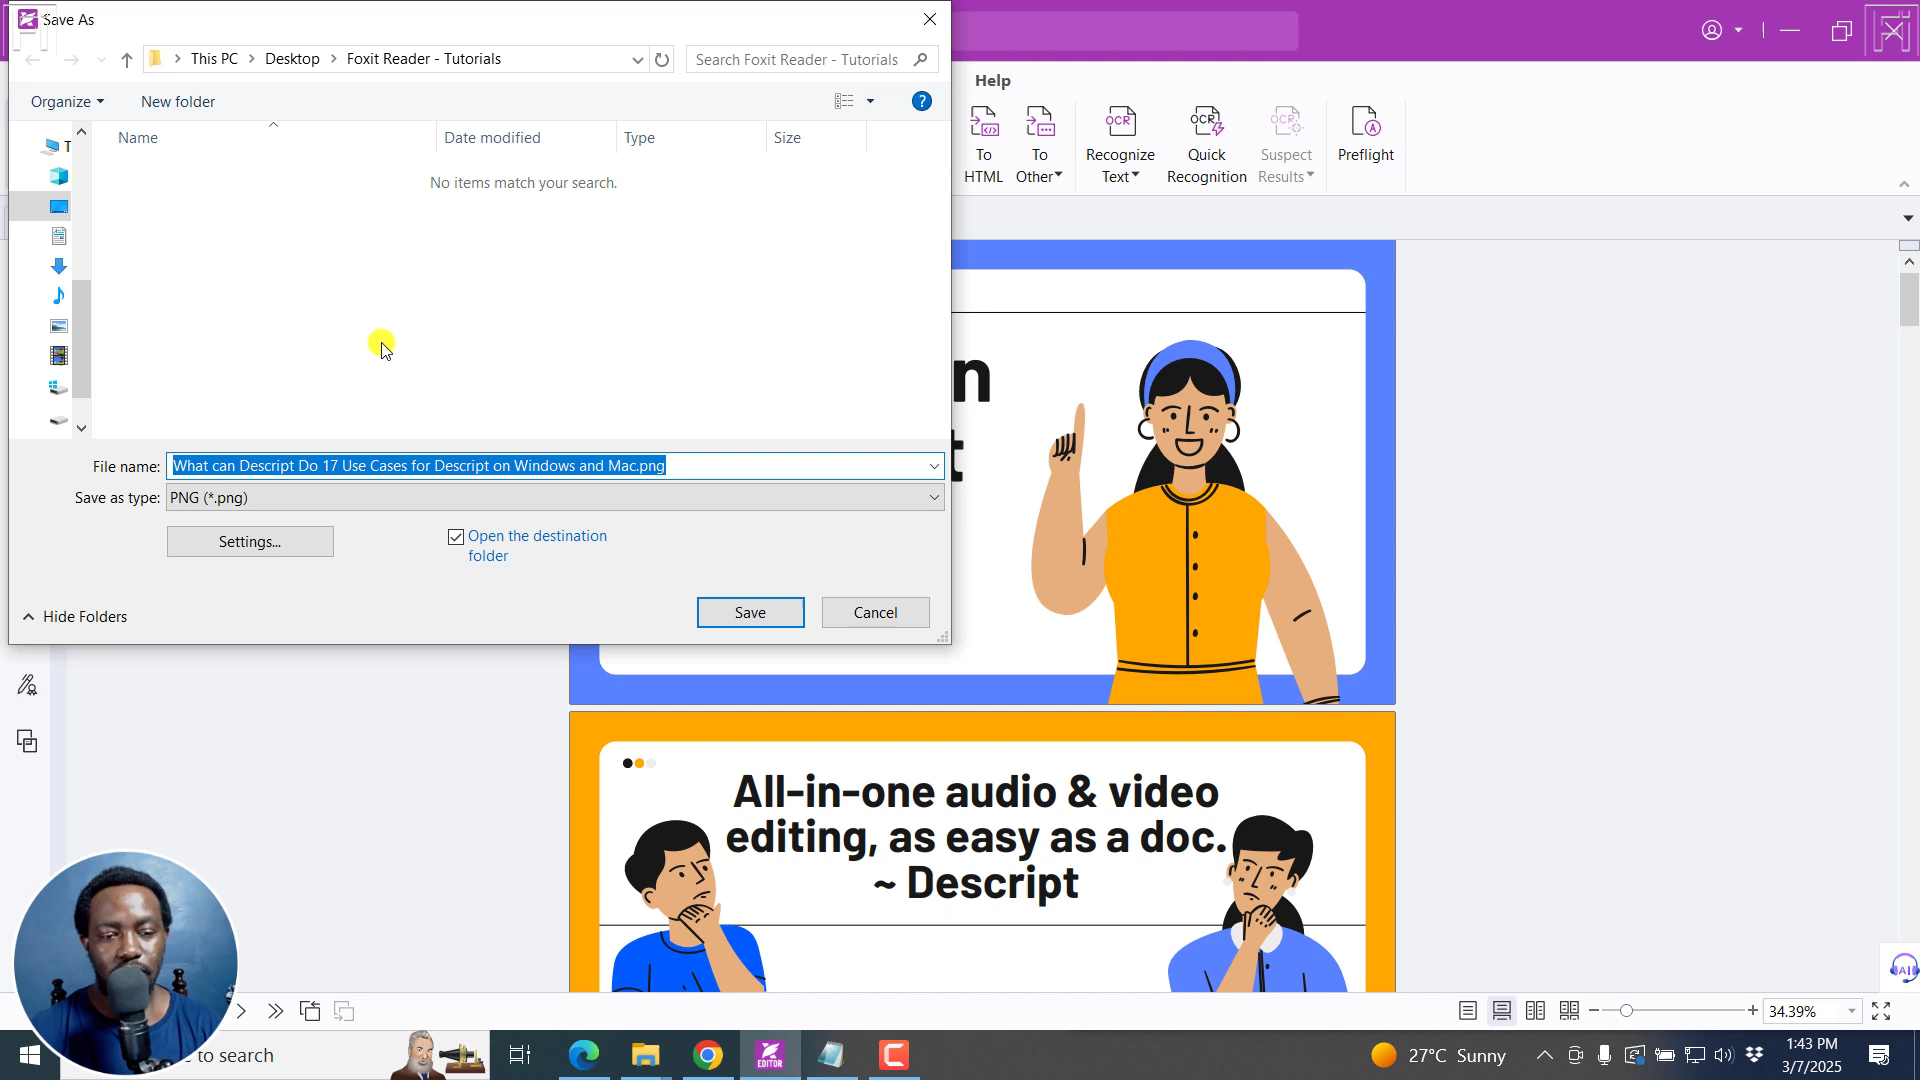 Save As
This PC
Desktop
Foxit Reader - Tutorials
Search Foxit Reader - Tutorials
Organize
New folder
?
Name
Date modified
Type
Size
T
No items match your search.
File name:
What can Descript Do 17 Use Cases for Descript on Windows and Mac.png
Save as type:
PNG (*.png)
Settings...
Open the destination
folder
Hide Folders
Save
Cancel
Help
To
HTML
To
Other
OCR
Recognize
Text
OCR
Quick
Recognition
OCR
Suspect
Results
Preflight
n
t
All-in-one audio & video
editing, as easy as a doc.
~ Descript
AI
34.39%
to search
EDITOR
27°C Sunny
1:43 PM
3/7/2025